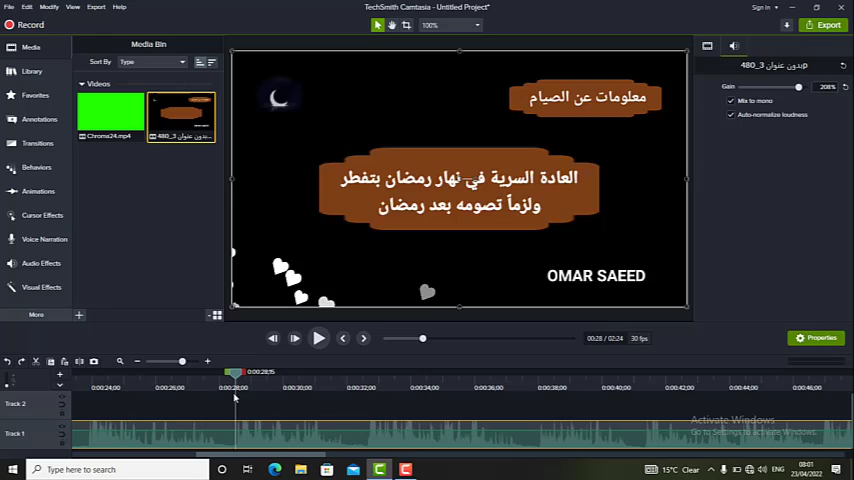 TechSmith Camtasia - Untitled Project*
File Edit Modify View Export Help
Sign In
Record
100%
Export
Media
Library
Favorites
Annotations
Transitions
Behaviors
Animations
Cursor Effects
Voice Narration
Audio Effects
Visual Effects
More
Media Bin
Sort By Type
Videos
Chroma24.mp4
480_3 بدون عنوان...
معلومات عن الصيام
العادة السرية في نهار رمضان بتفطر
ولزماً تصومه بعد رمضان
OMAR SAEED
480_3 بدون عنوانp
Gain 208%
Mix to mono
Auto-normalize loudness
00:28 / 02:24 30 fps
Properties
0:00:28;15
0:00:24;00 0:00:26;00 0:00:28;00 0:00:30;00 0:00:32;00 0:00:34;00 0:00:36;00 0:00:38;00 0:00:40;00 0:00:42;00 0:00:44;00 0:00:46;00
Track 2
Track 1
Activate Windows
Go to Settings to activate Windows.
Type here to search
15°C Clear
ENG
08:01
23/04/2022